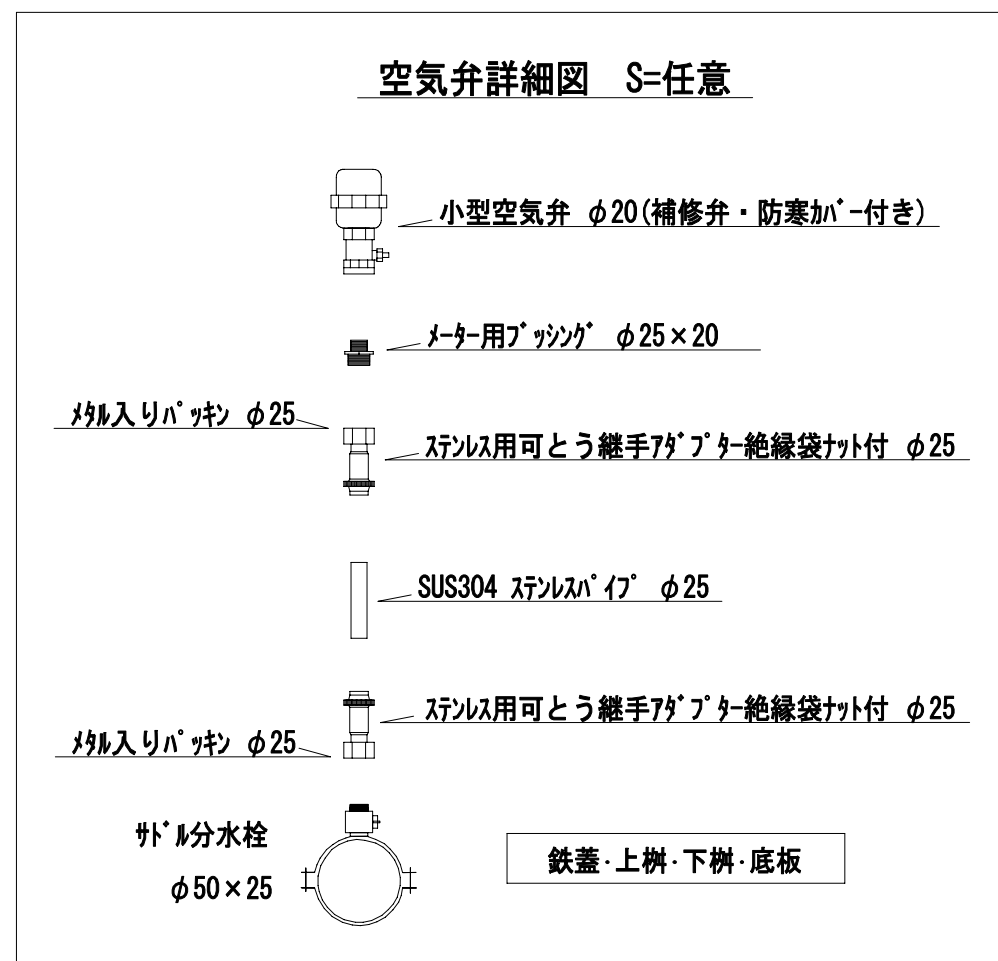 空気弁詳細図　S=任意
小型空気弁 φ20(補修弁・防寒ｶﾊﾞｰ付き)
ﾒｰﾀｰ用ﾌﾞｯｼﾝｸﾞ φ25×20
ﾒﾀﾙ入りﾊﾟｯｷﾝ φ25
ｽﾃﾝﾚｽ用可とう継手ｱﾀﾞﾌﾟﾀｰ絶縁袋ﾅｯﾄ付 φ25
SUS304 ｽﾃﾝﾚｽﾊﾟｲﾌﾟ φ25
ｽﾃﾝﾚｽ用可とう継手ｱﾀﾞﾌﾟﾀｰ絶縁袋ﾅｯﾄ付 φ25
ﾒﾀﾙ入りﾊﾟｯｷﾝ φ25
ｻﾄﾞﾙ分水栓
φ50×25
鉄蓋･上桝･下桝･底板